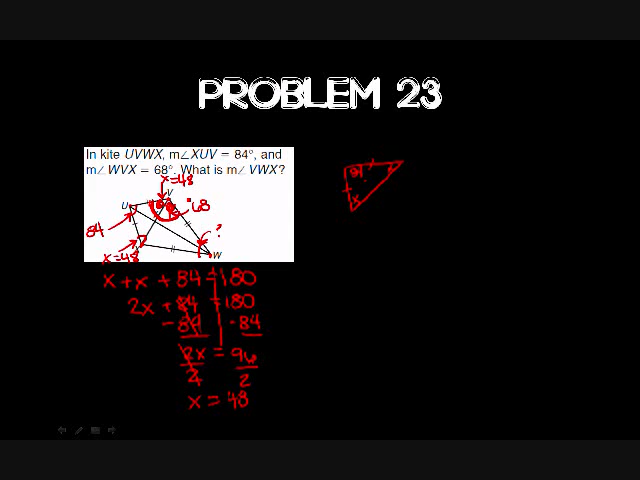 PROBLEM 23
In kite UVWX, m∠XUV = 84°, and
m∠WVX = 68°. What is m∠VWX?
x=48
V
U
68
84
?
x=48
W
84
x
x
x + x + 84 = 180
2x + 84 = 180
- 84 - 84
2x = 96
2 2
x = 48